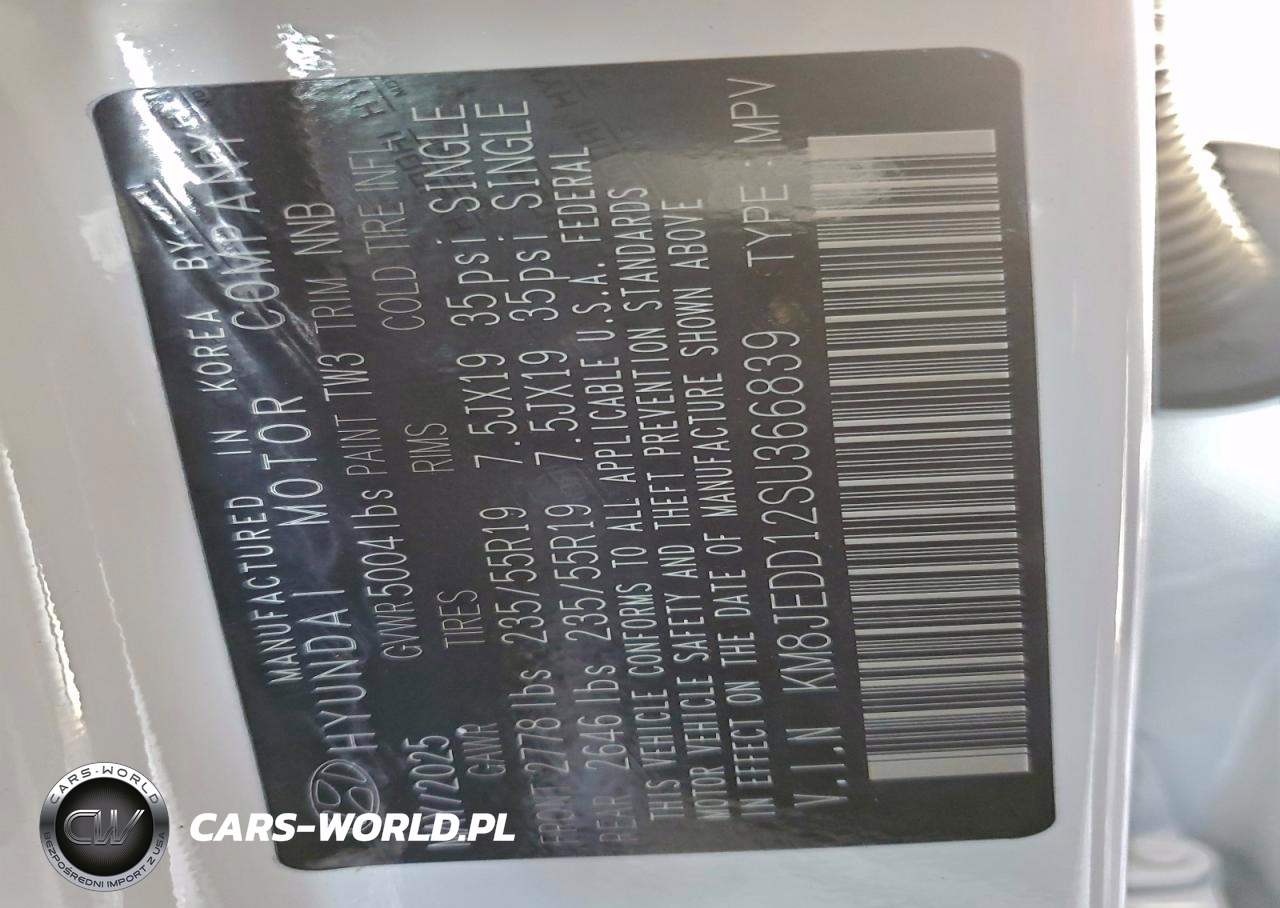 MANUFACTURED IN KOREA BY
HYUNDAI MOTOR COMPANY
GVWR5004lbs PAINT TW3 TRIM NNB
/2025 TIRES RIMS COLD TIRE INFL
GAWR
FRONT 2778lbs 235/55R19 7.5JX19 35psi SINGLE
REAR 2646lbs 235/55R19 7.5JX19 35psi SINGLE
THIS VEHICLE CONFORMS TO ALL APPLICABLE U.S.A. FEDERAL
MOTOR VEHICLE SAFETY AND THEFT PREVENTION STANDARDS
IN EFFECT ON THE DATE OF MANUFACTURE SHOWN ABOVE
V.I.N KM8JEDD12SU366839 TYPE:MPV
CARS-WORLD
CW
BEZPOŚREDNI IMPORT Z USA
CARS-WORLD.PL